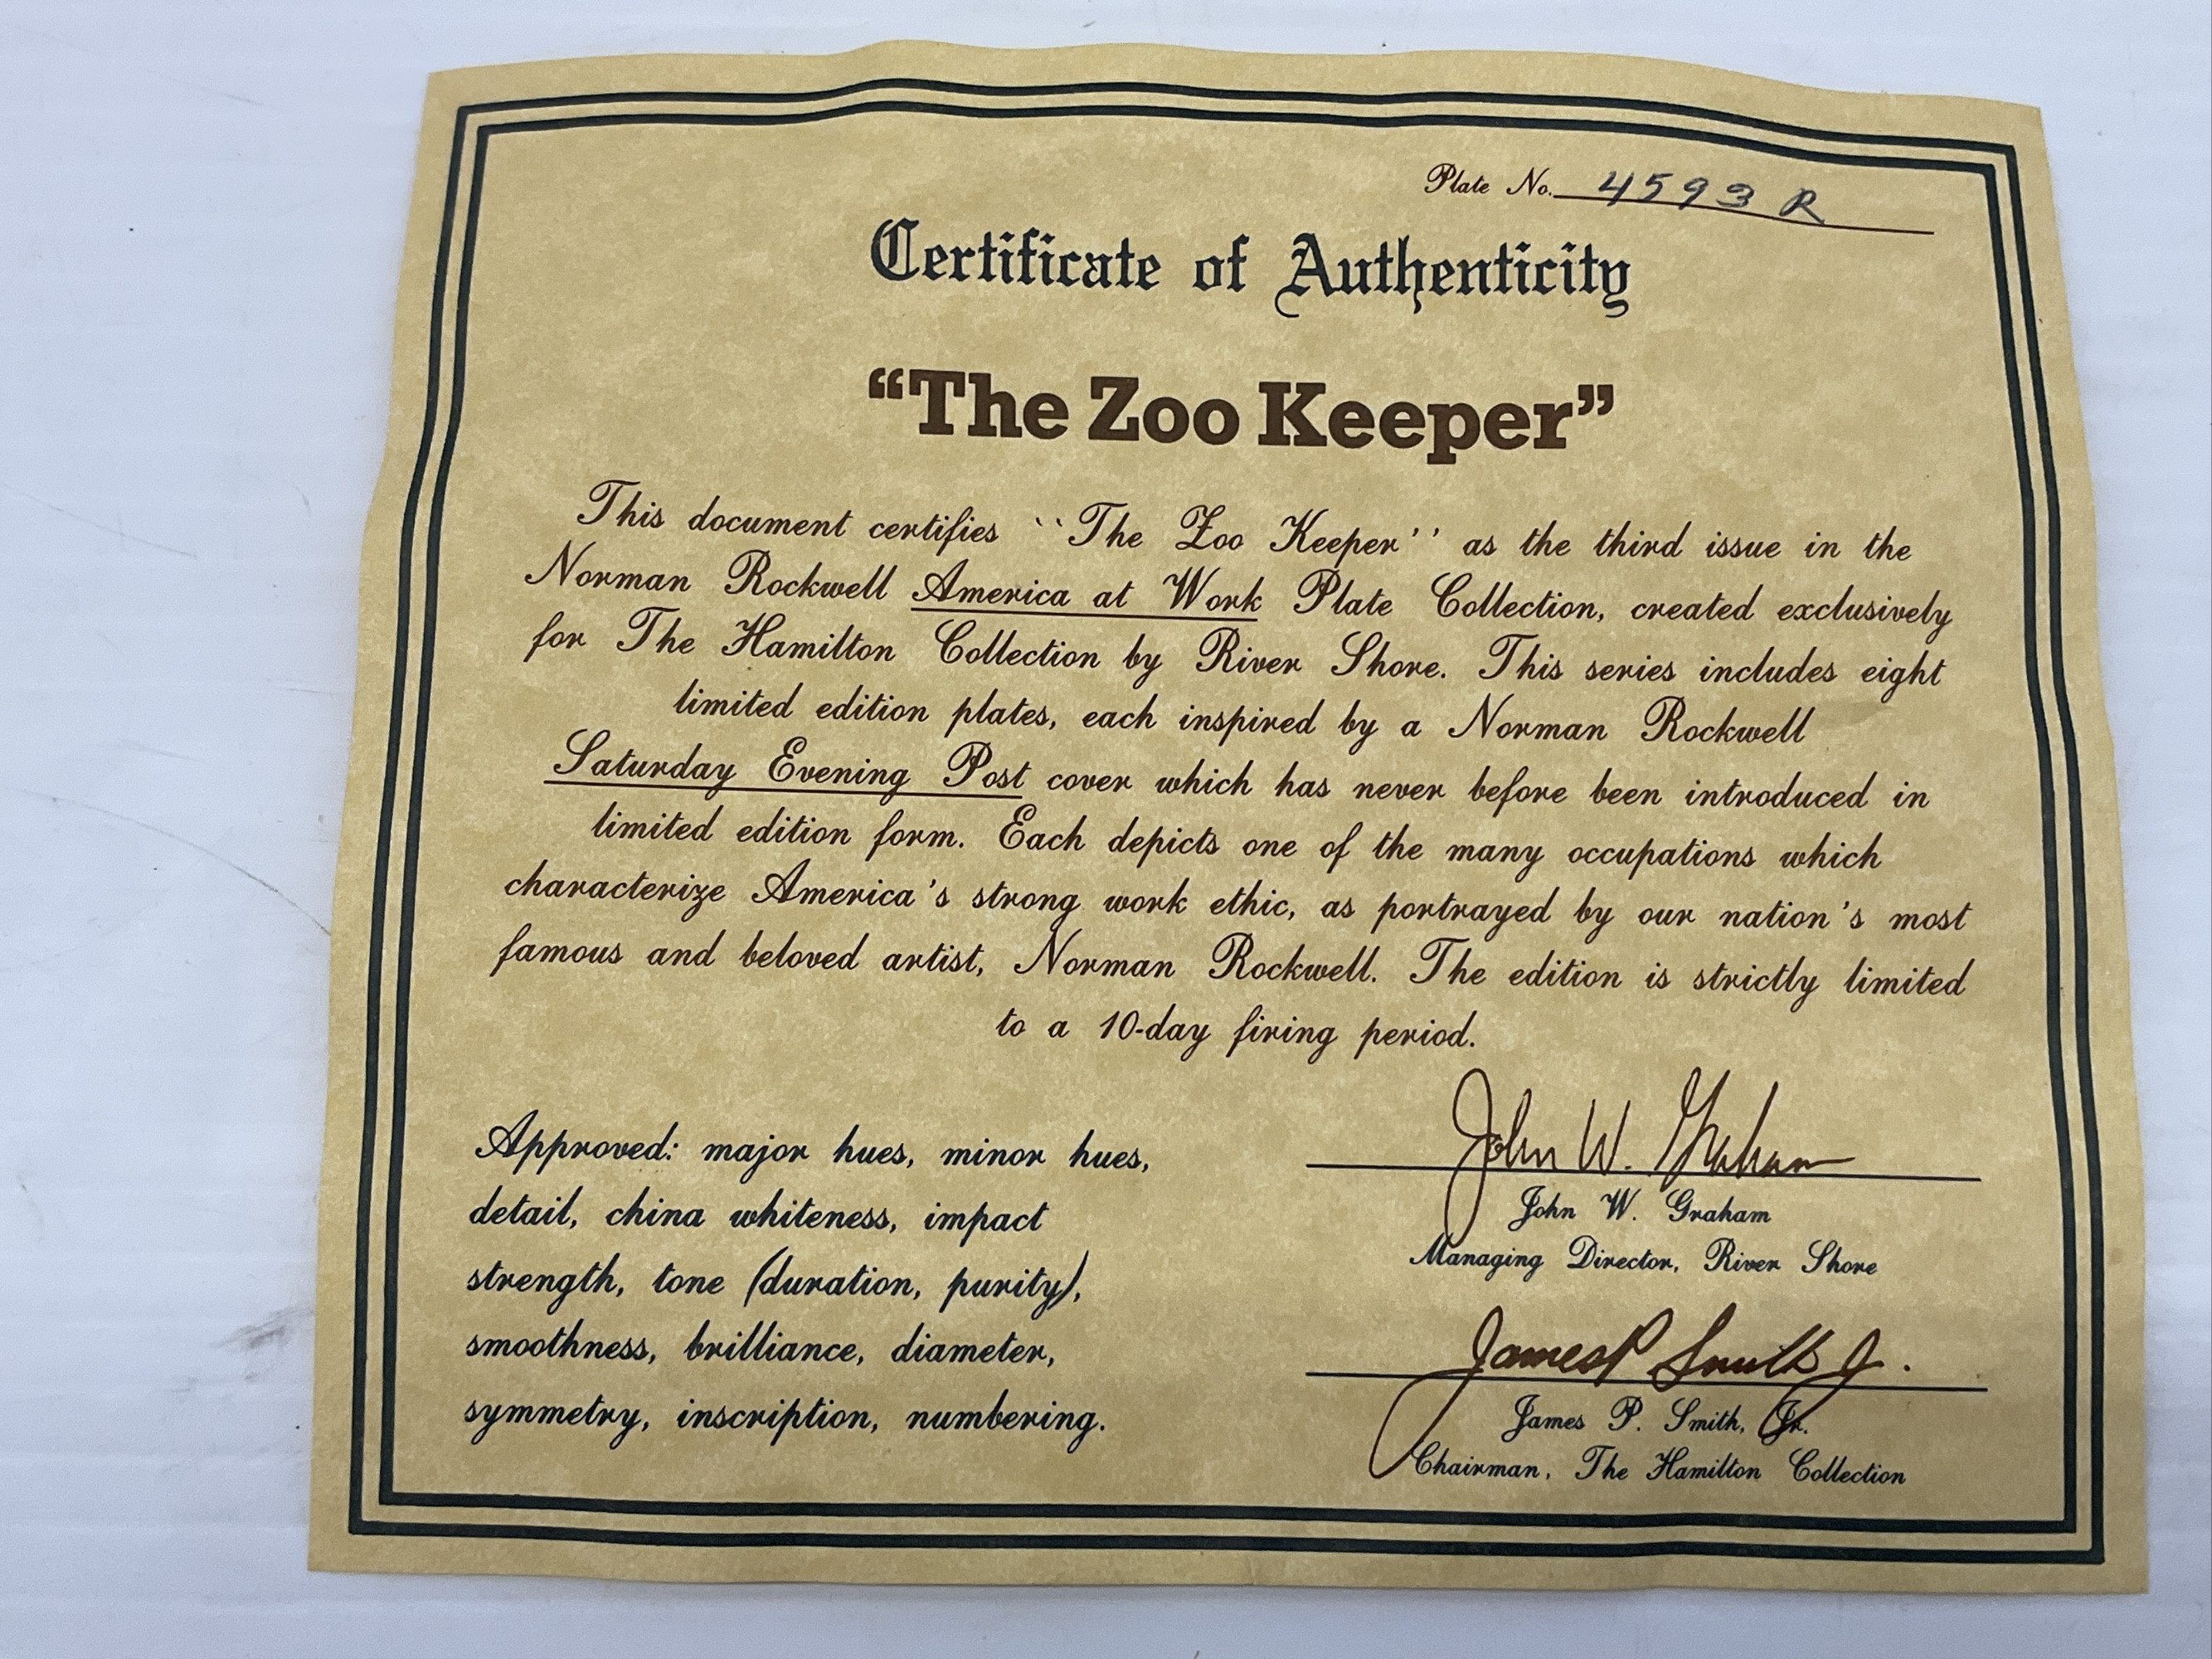 Plate No. 4593 R
Certificate of Authenticity
“The Zoo Keeper”
This document certifies ``The Zoo Keeper'' as the third issue in the
Norman Rockwell America at Work Plate Collection, created exclusively
for The Hamilton Collection by River Shore. This series includes eight
limited edition plates, each inspired by a Norman Rockwell
Saturday Evening Post cover which has never before been introduced in
limited edition form. Each depicts one of the many occupations which
characterize America's strong work ethic, as portrayed by our nation's most
famous and beloved artist, Norman Rockwell. The edition is strictly limited
to a 10-day firing period.
Approved: major hues, minor hues,
detail, china whiteness, impact
strength, tone (duration, purity),
smoothness, brilliance, diameter,
symmetry, inscription, numbering.
John W. Graham
John W. Graham
Managing Director, River Shore
James P Smith Jr.
James P. Smith, Jr.
Chairman, The Hamilton Collection